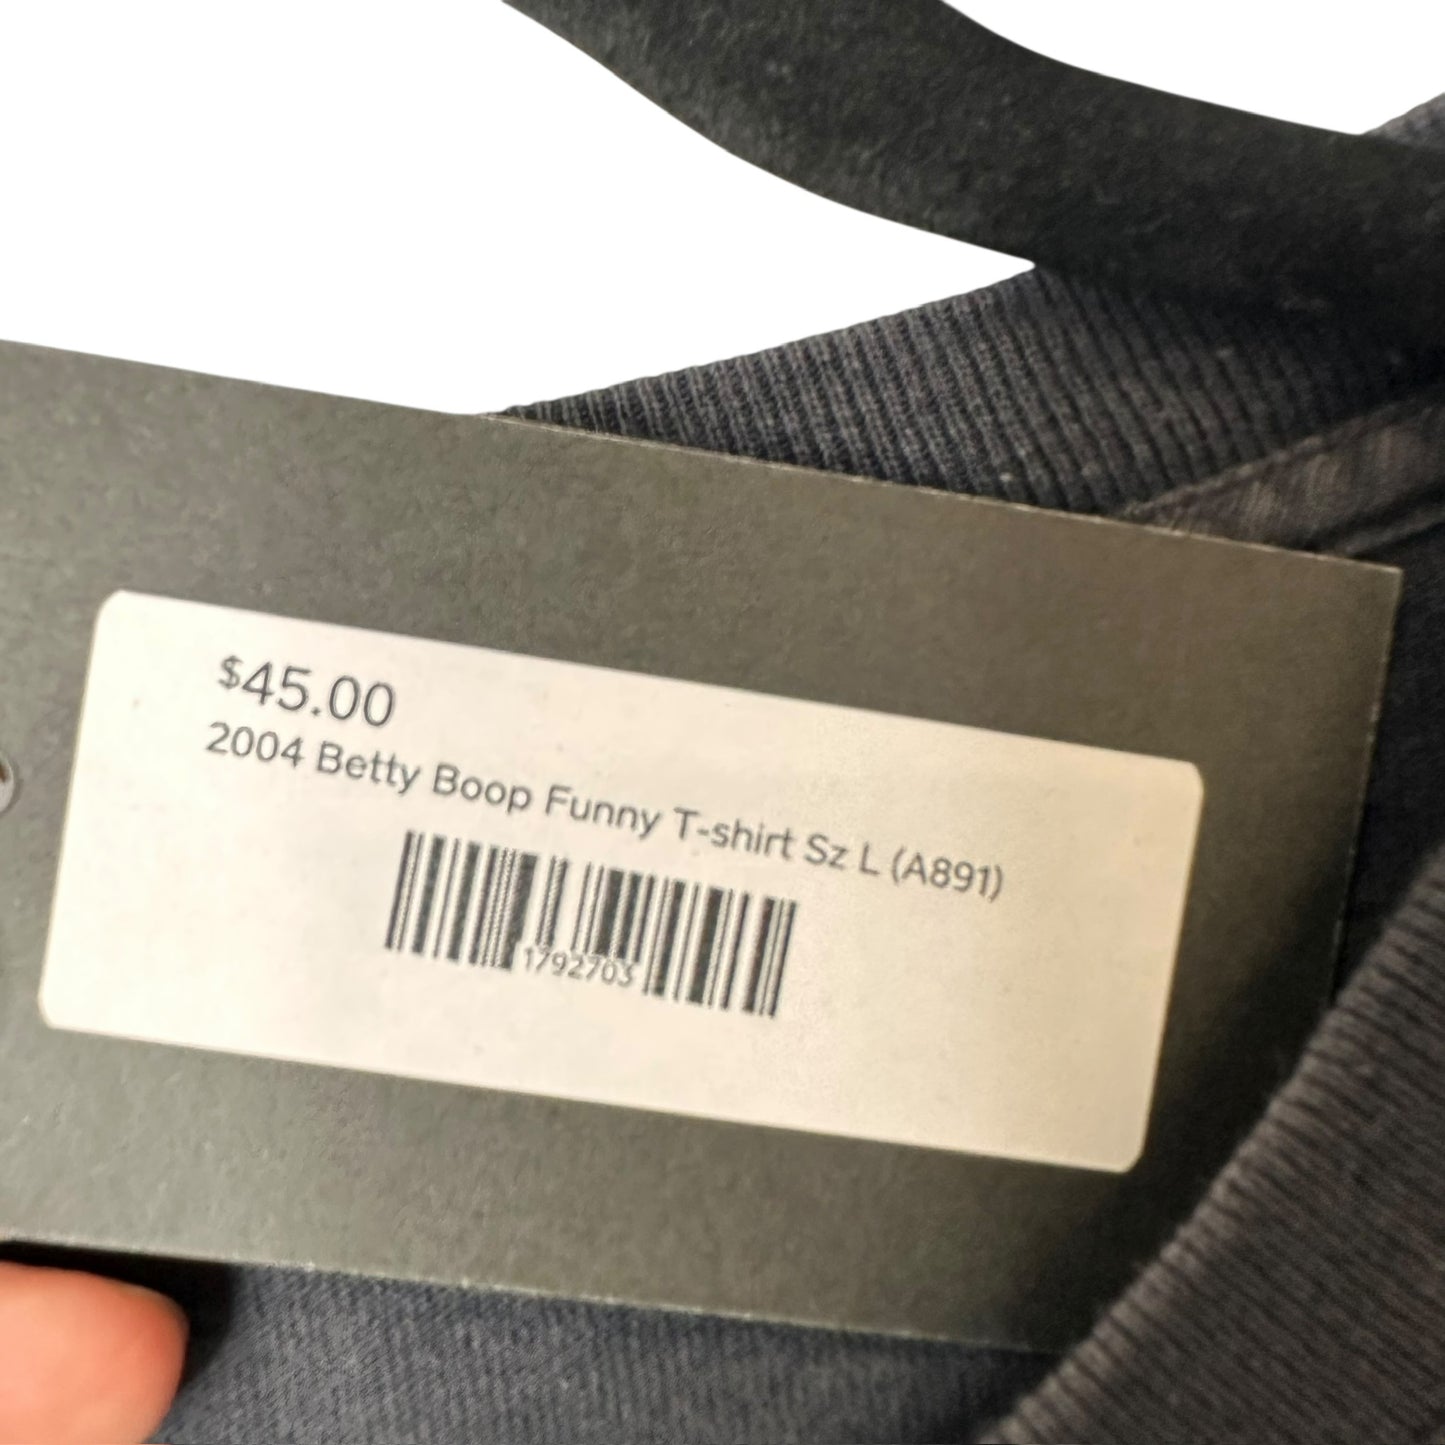 $45.00
2004 Betty Boop Funny T-shirt Sz L (A891)
1792703